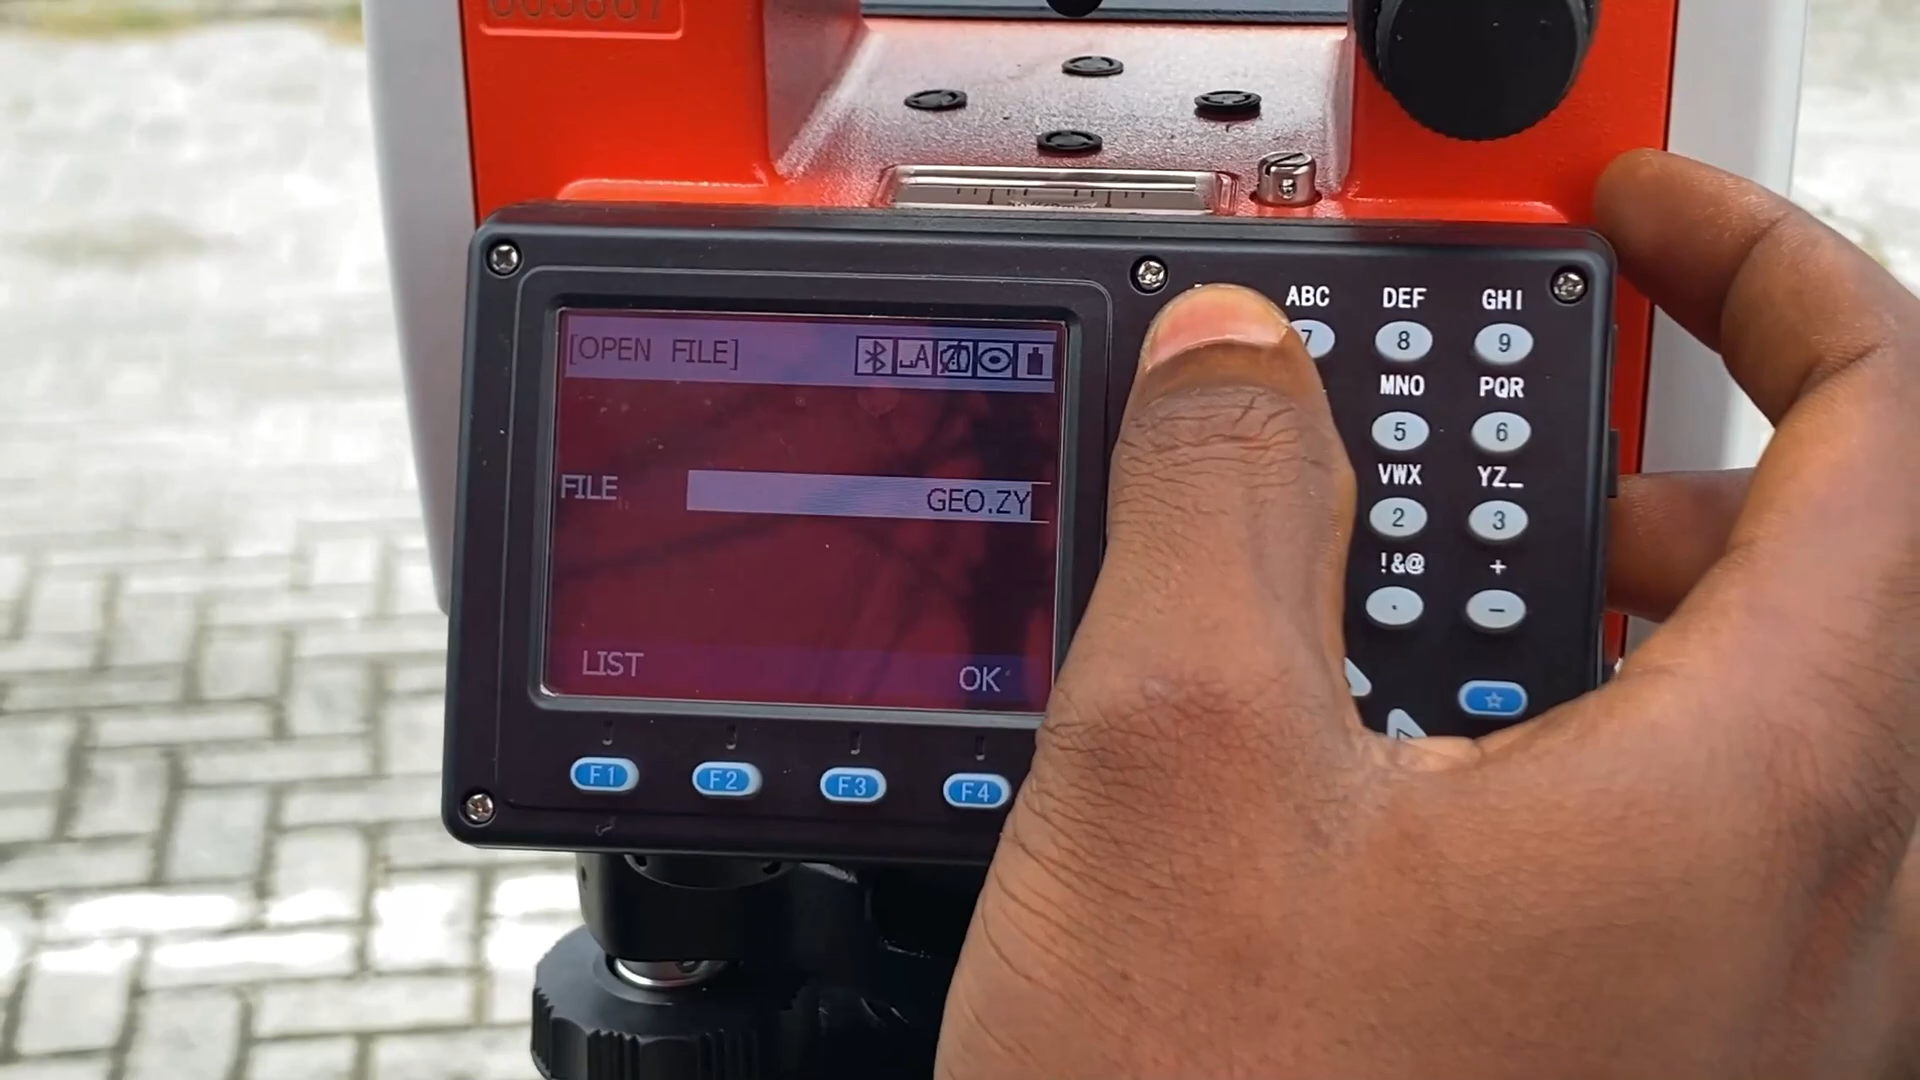 [OPEN FILE] A
FILE GEO.ZY
LIST OK
F1 F2 F3 F4
ABC DEF GHI
7 8 9
MNO PQR
5 6
VWX YZ_
2 3
!&@ +
. −